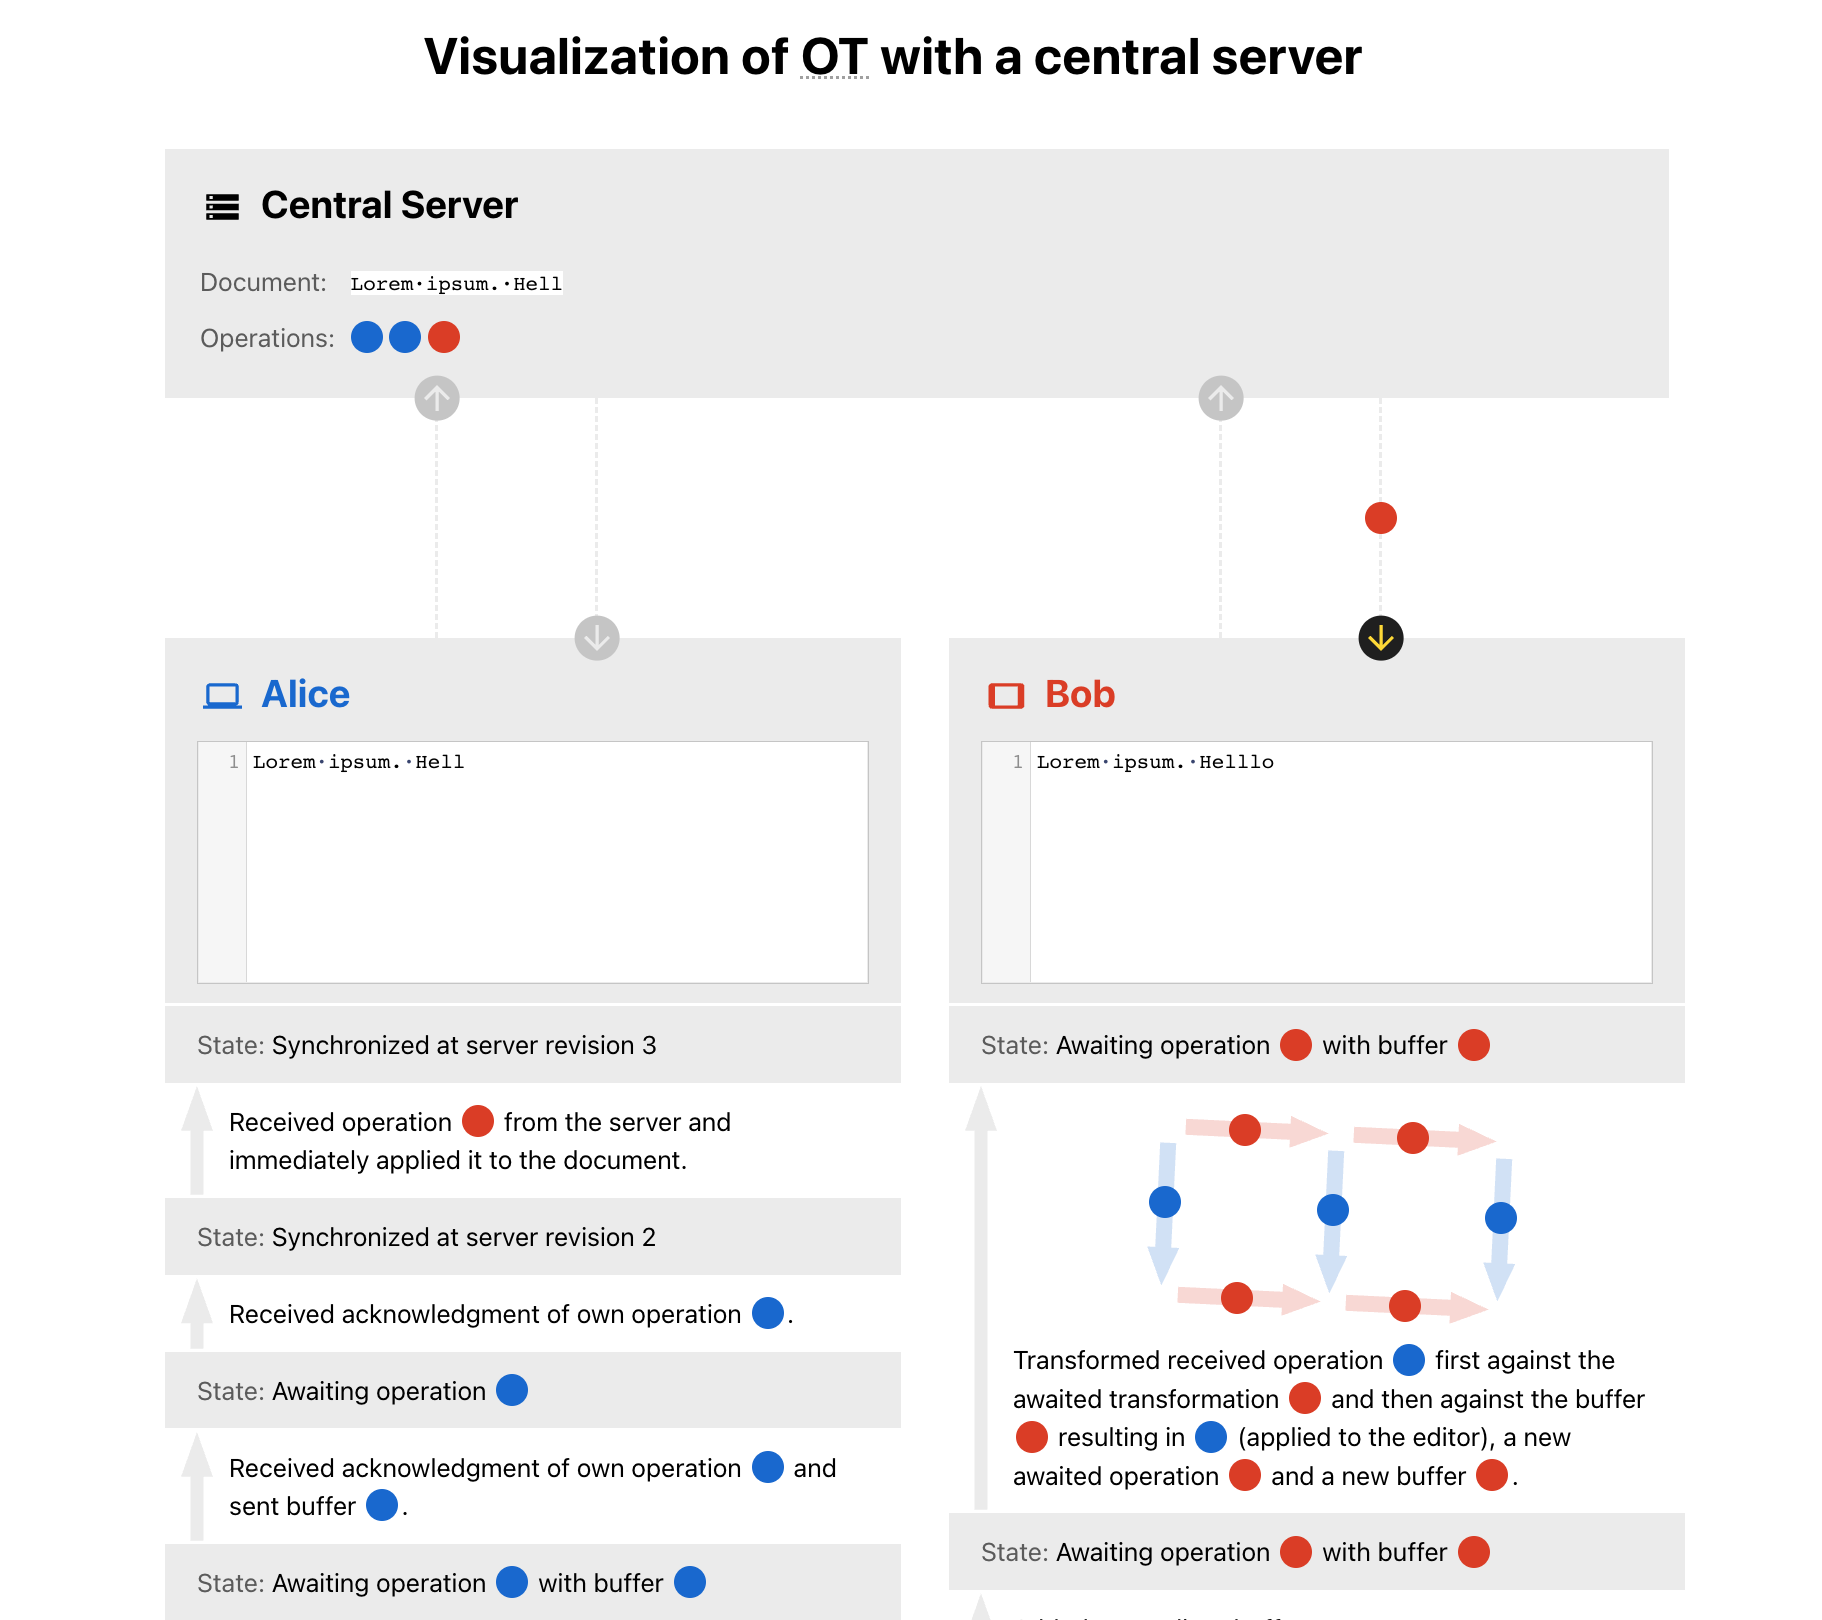 Visualization of OT with a central server
Central Server
Document: Lorem·ipsum.·Hell
Operations:
Alice
1 Lorem·ipsum.·Hell
State: Synchronized at server revision 3
Received operation from the server and
immediately applied it to the document.
State: Synchronized at server revision 2
Received acknowledgment of own operation .
State: Awaiting operation
Received acknowledgment of own operation and
sent buffer .
State: Awaiting operation with buffer
Bob
1 Lorem·ipsum.·Helllo
State: Awaiting operation with buffer
Transformed received operation first against the
awaited transformation and then against the buffer
resulting in (applied to the editor), a new
awaited operation and a new buffer .
State: Awaiting operation with buffer